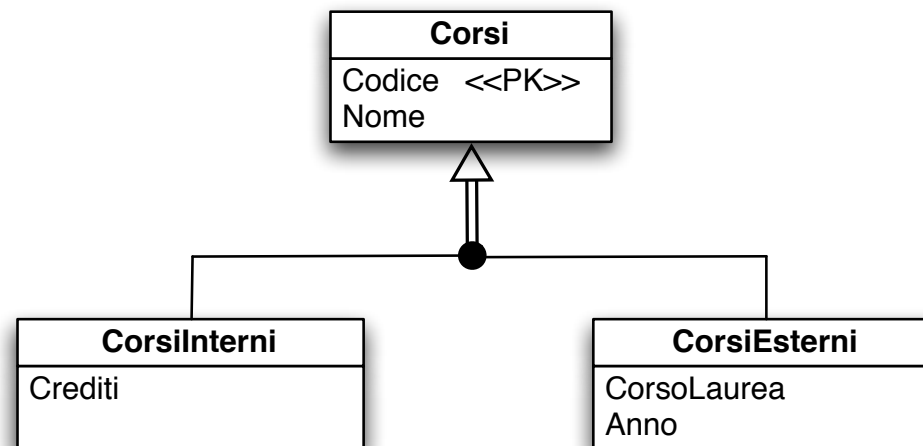 Corsi
Codice <<PK>>
Nome
CorsiInterni
Crediti
CorsiEsterni
CorsoLaurea
Anno